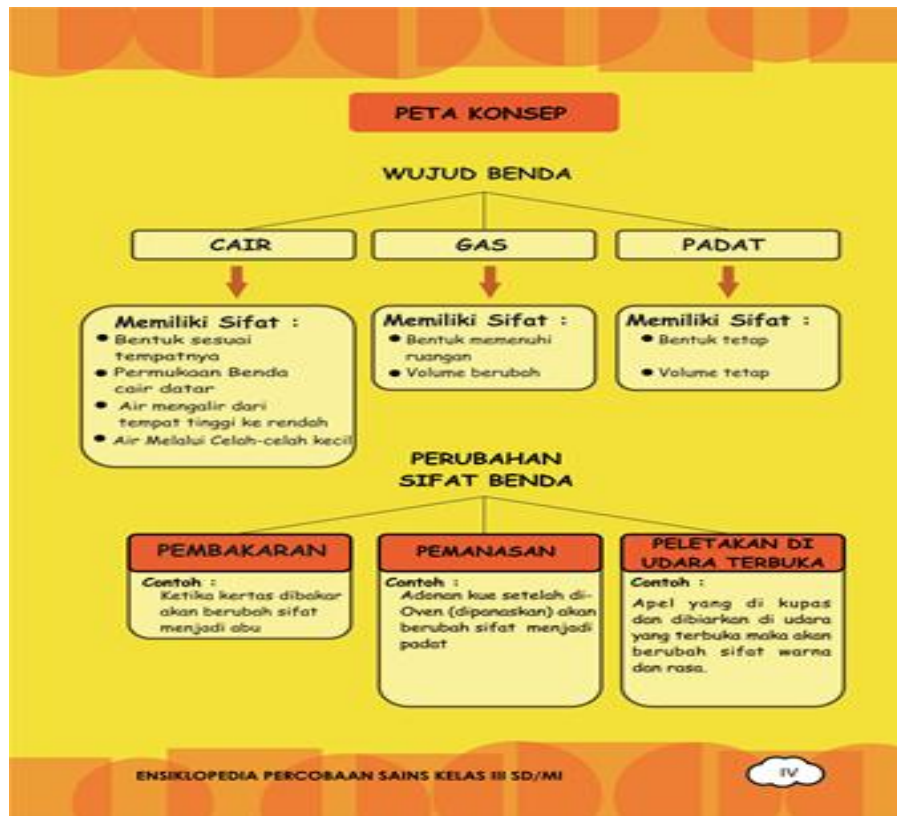 PETA KONSEP
WUJUD BENDA
CAIR
Memiliki Sifat :
● Bentuk sesuai
tempatnya
● Permukaan Benda
cair datar
● Air mengalir dari
tempat tinggi ke rendah
● Air Melalui Celah-celah kecil
GAS
Memiliki Sifat :
● Bentuk memenuhi
ruangan
● Volume berubah
PADAT
Memiliki Sifat :
● Bentuk tetap
● Volume tetap
PERUBAHAN
SIFAT BENDA
PEMBAKARAN
Contoh :
Ketika kertas dibakar
akan berubah sifat
menjadi abu
PEMANASAN
Contoh :
Adonan kue setelah di-
Oven (dipanaskan) akan
berubah sifat menjadi
padat
PELETAKAN DI
UDARA TERBUKA
Contoh :
Apel yang di kupas
dan dibiarkan di udara
yang terbuka maka akan
berubah sifat warna
dan rasa.
ENSIKLOPEDIA PERCOBAAN SAINS KELAS III SD/MI
IV